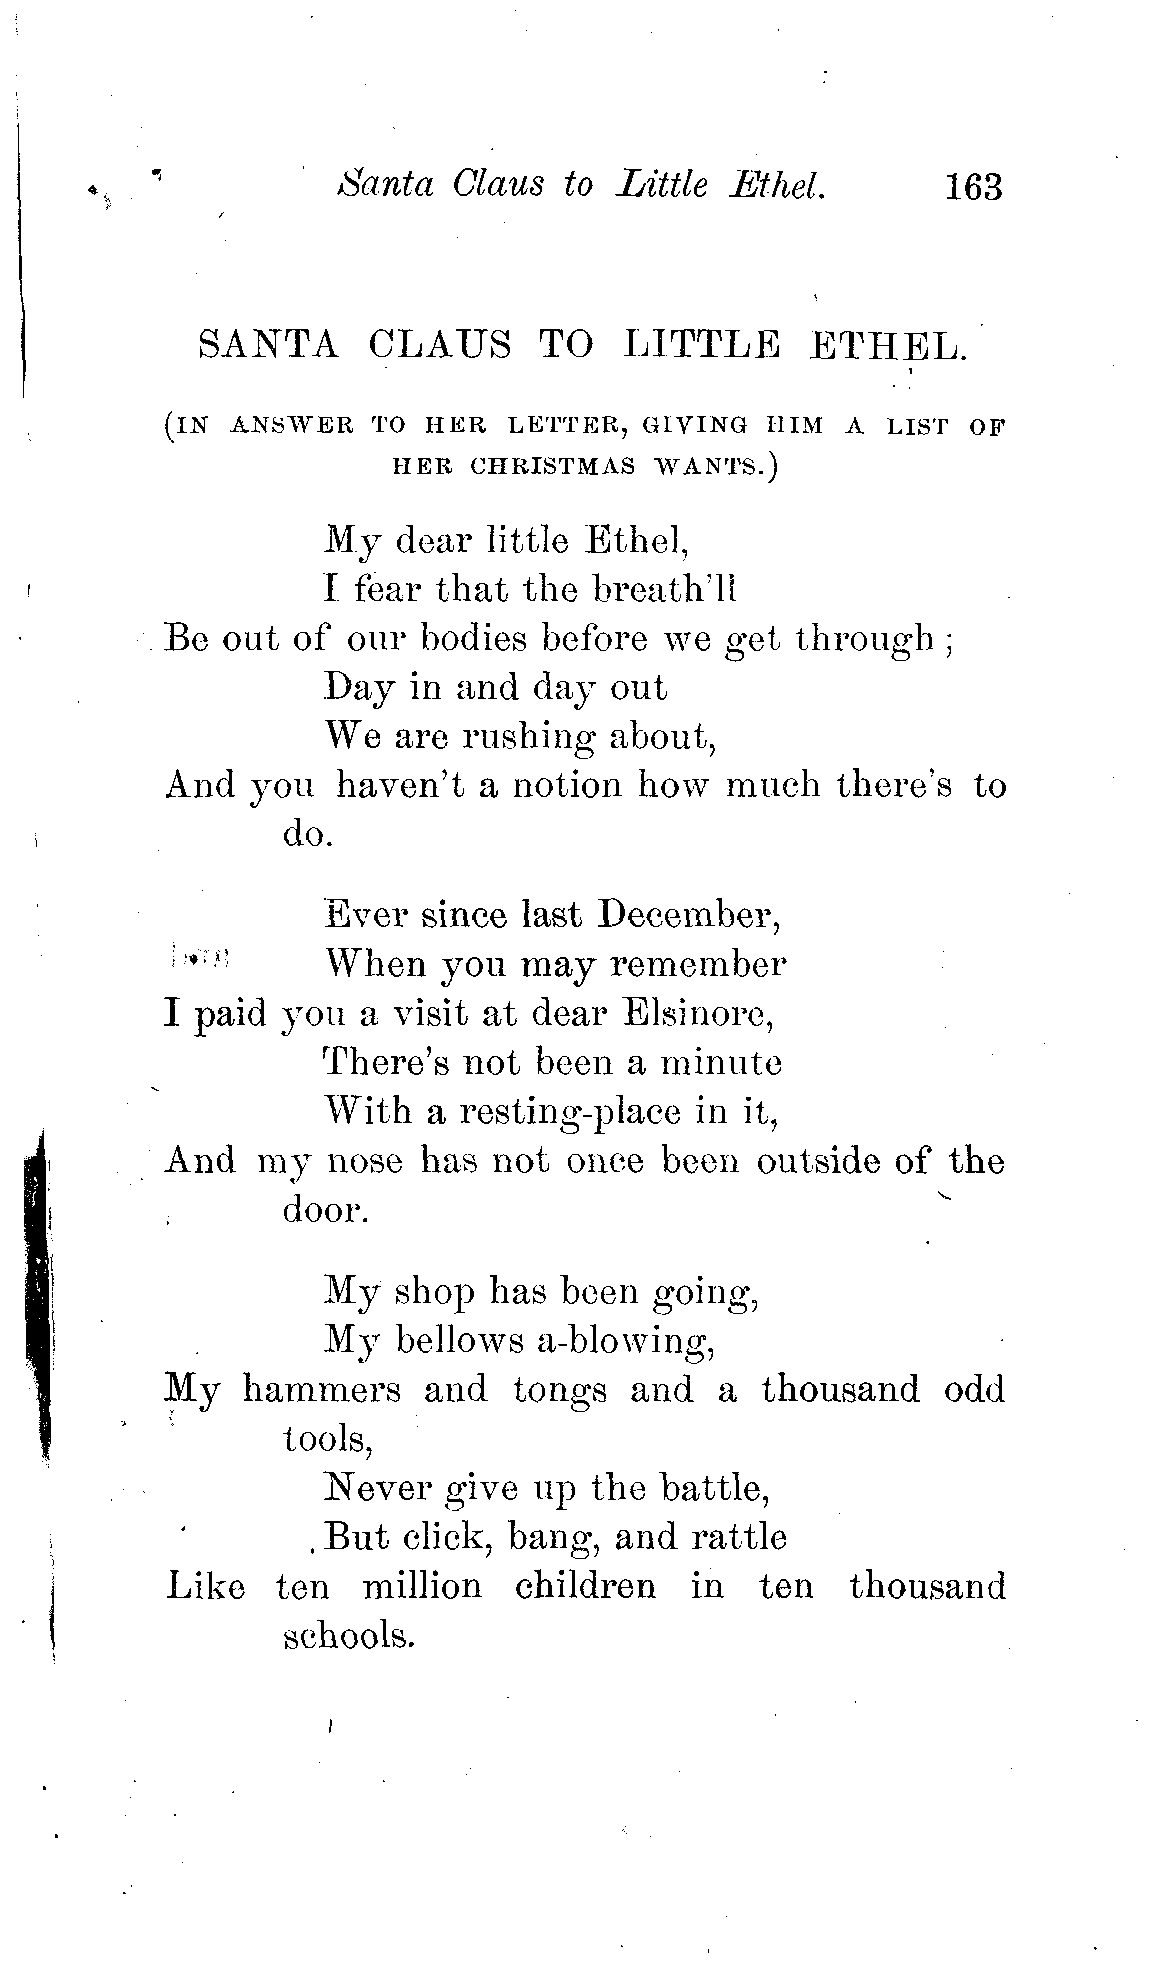 Santa Claus to Little Ethel. 163
SANTA CLAUS TO LITTLE ETHEL.
(IN ANSWER TO HER LETTER, GIVING HIM A LIST OF
HER CHRISTMAS WANTS.)
My dear little Ethel,
I fear that the breath'll
Be out of our bodies before we get through;
Day in and day out
We are rushing about,
And you haven't a notion how much there's to
do.
Ever since last December,
When you may remember
I paid you a visit at dear Elsinore,
There's not been a minute
With a resting-place in it,
And my nose has not once been outside of the
door.
My shop has been going,
My bellows a-blowing,
My hammers and tongs and a thousand odd
tools,
Never give up the battle,
But click, bang, and rattle
Like ten million children in ten thousand
schools.